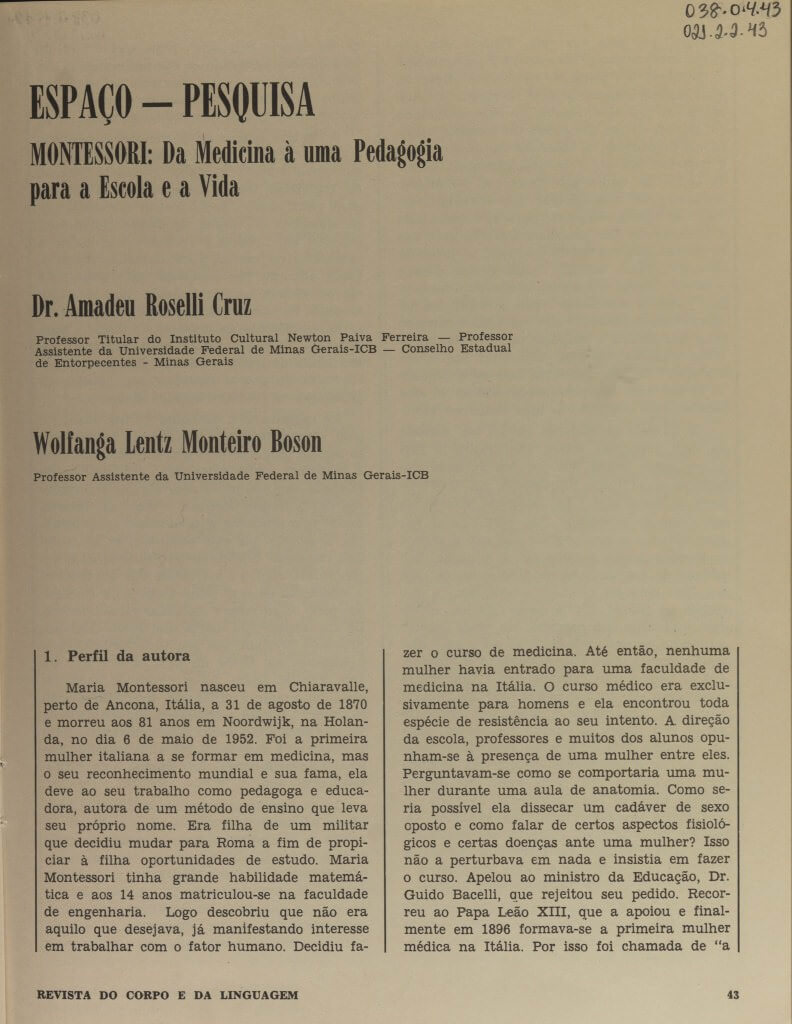 038.04.43
021.2.2.43
ESPAÇO — PESQUISA
MONTESSORI: Da Medicina à uma Pedagogia
para a Escola e a Vida
Dr. Amadeu Roselli Cruz
Professor Titular do Instituto Cultural Newton Paiva Ferreira — Professor
Assistente da Universidade Federal de Minas Gerais-ICB — Conselho Estadual
de Entorpecentes - Minas Gerais
Wolfanga Lentz Monteiro Boson
Professor Assistente da Universidade Federal de Minas Gerais-ICB
1. Perfil da autora
Maria Montessori nasceu em Chiaravalle,
perto de Ancona, Itália, a 31 de agosto de 1870
e morreu aos 81 anos em Noordwijk, na Holan-
da, no dia 6 de maio de 1952. Foi a primeira
mulher italiana a se formar em medicina, mas
o seu reconhecimento mundial e sua fama, ela
deve ao seu trabalho como pedagoga e educa-
dora, autora de um método de ensino que leva
seu próprio nome. Era filha de um militar
que decidiu mudar para Roma a fim de propi-
ciar à filha oportunidades de estudo. Maria
Montessori tinha grande habilidade matemá-
tica e aos 14 anos matriculou-se na faculdade
de engenharia. Logo descobriu que não era
aquilo que desejava, já manifestando interesse
em trabalhar com o fator humano. Decidiu fa-
zer o curso de medicina. Até então, nenhuma
mulher havia entrado para uma faculdade de
medicina na Itália. O curso médico era exclu-
sivamente para homens e ela encontrou toda
espécie de resistência ao seu intento. A direção
da escola, professores e muitos dos alunos opu-
nham-se à presença de uma mulher entre eles.
Perguntavam-se como se comportaria uma mu-
lher durante uma aula de anatomia. Como se-
ria possível ela dissecar um cadáver de sexo
oposto e como falar de certos aspectos fisioló-
gicos e certas doenças ante uma mulher? Isso
não a perturbava em nada e insistia em fazer
o curso. Apelou ao ministro da Educação, Dr.
Guido Bacelli, que rejeitou seu pedido. Recor-
reu ao Papa Leão XIII, que a apoiou e final-
mente em 1896 formava-se a primeira mulher
médica na Itália. Por isso foi chamada de “a
REVISTA DO CORPO E DA LINGUAGEM
43